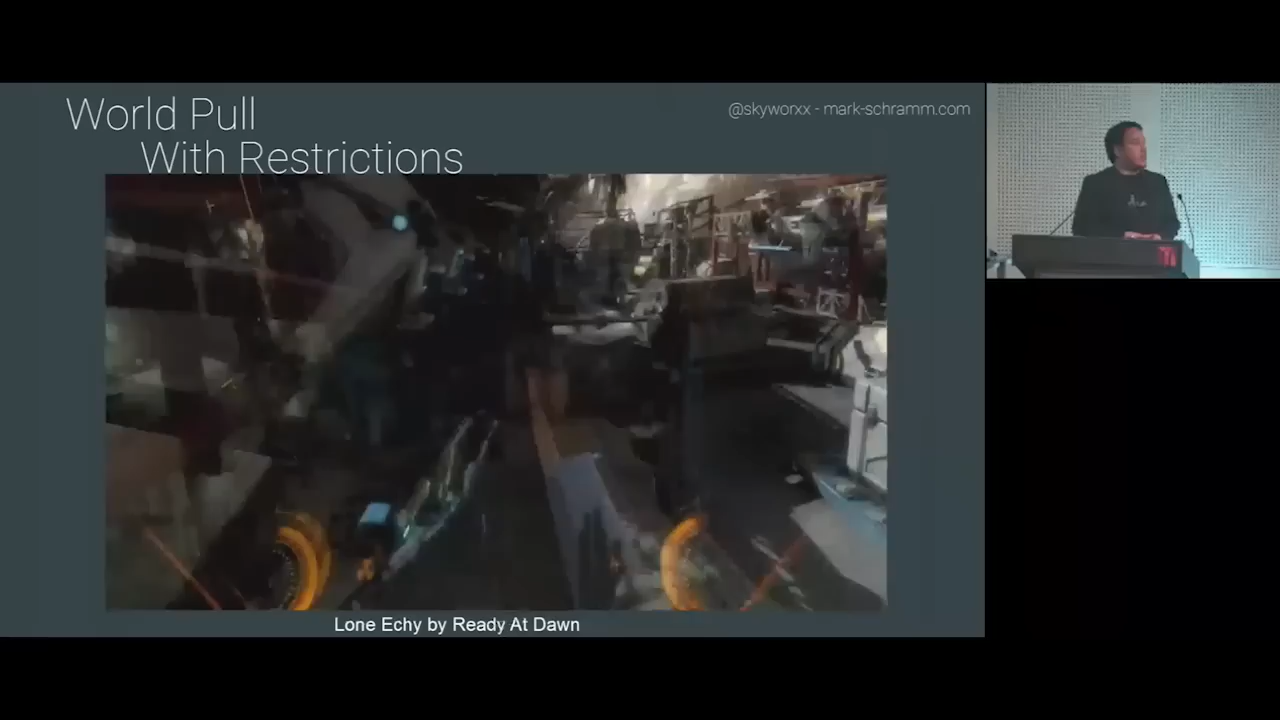 World Pull
With Restrictions
@skyworxx - mark-schramm.com
Lone Echy by Ready At Dawn